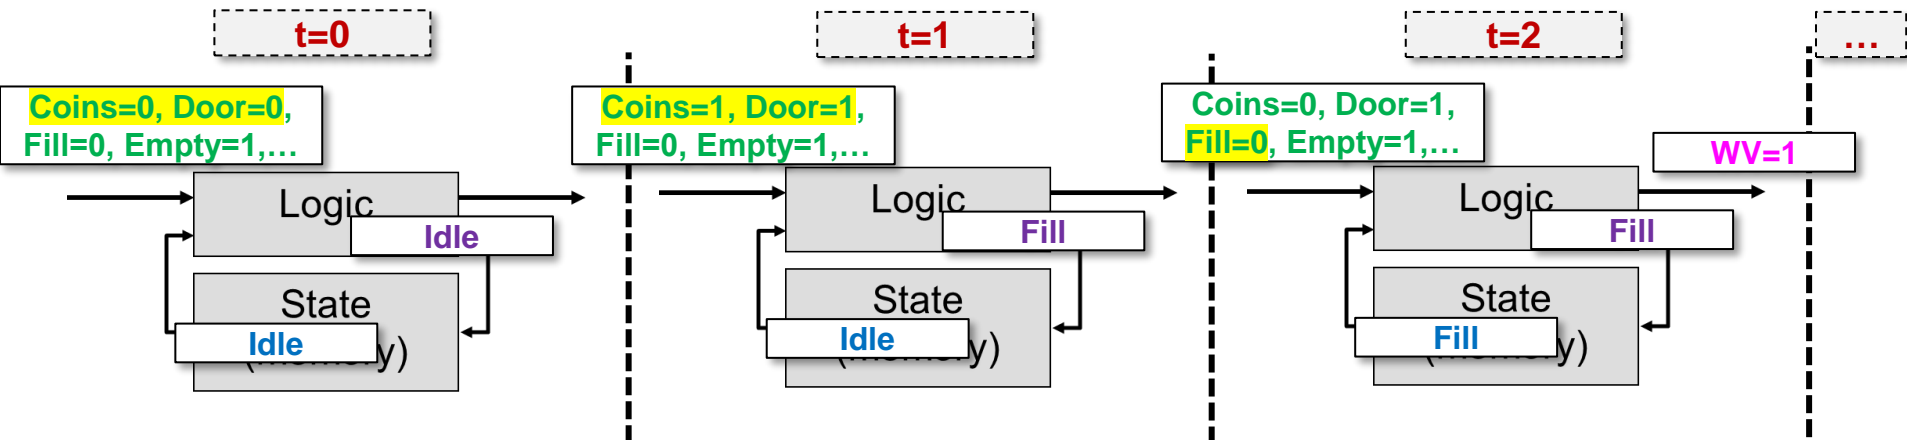 t=0
t=1
t=2
...
Coins=0, Door=0,
Fill=0, Empty=1,...
Coins=1, Door=1,
Fill=0, Empty=1,...
Coins=0, Door=1,
Fill=0, Empty=1,...
WV=1
Logic
Idle
State
Idle
y)
Logic
Fill
State
Idle
y)
Logic
Fill
State
Fill
y)